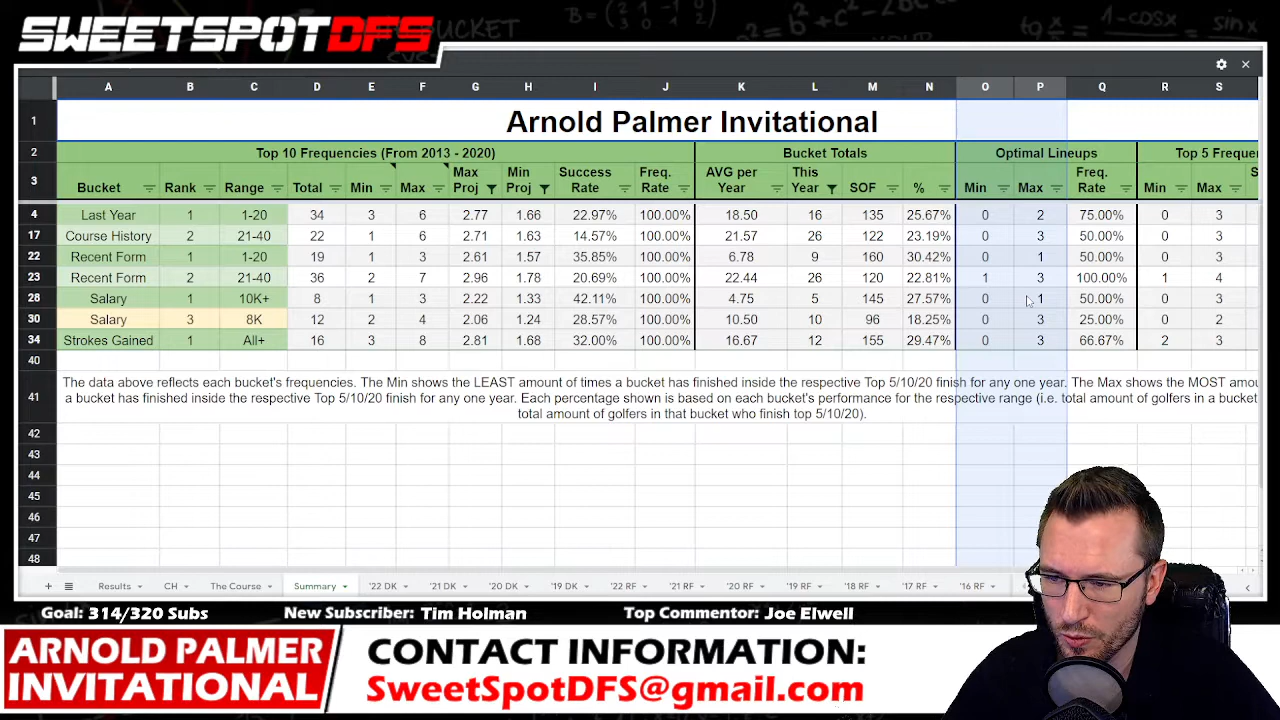 SWEETSPOTDFS
A B C D E F G H I J K L M N O P Q R S
1 Arnold Palmer Invitational
2 Top 10 Frequencies (From 2013 - 2020) Bucket Totals Optimal Lineups Top 5 Frequen
3 Bucket Rank Range Total Min Max Max Proj Min Proj Success Rate Freq. Rate AVG per Year This Year SOF % Min Max Freq. Rate Min Max S
4 Last Year 1 1-20 34 3 6 2.77 1.66 22.97% 100.00% 18.50 16 135 25.67% 0 2 75.00% 0 3
17 Course History 2 21-40 22 1 6 2.71 1.63 14.57% 100.00% 21.57 26 122 23.19% 0 3 50.00% 0 3
22 Recent Form 1 1-20 19 1 3 2.61 1.57 35.85% 100.00% 6.78 9 160 30.42% 0 1 50.00% 0 3
23 Recent Form 2 21-40 36 2 7 2.96 1.78 20.69% 100.00% 22.44 26 120 22.81% 1 3 100.00% 1 4
28 Salary 1 10K+ 8 1 3 2.22 1.33 42.11% 100.00% 4.75 5 145 27.57% 0 1 50.00% 0 3
30 Salary 3 8K 12 2 4 2.06 1.24 28.57% 100.00% 10.50 10 96 18.25% 0 3 25.00% 0 2
34 Strokes Gained 1 All+ 16 3 8 2.81 1.68 32.00% 100.00% 16.67 12 155 29.47% 0 3 66.67% 2 3
40
41 The data above reflects each bucket's frequencies. The Min shows the LEAST amount of times a bucket has finished inside the respective Top 5/10/20 finish for any one year. The Max shows the MOST amou
a bucket has finished inside the respective Top 5/10/20 finish for any one year. Each percentage shown is based on each bucket's performance for the respective range (i.e. total amount of golfers in a bucket
total amount of golfers in that bucket who finish top 5/10/20).
42
43
44
45
46
47
48
+ Results CH The Course Summary '22 DK '21 DK '20 DK '19 DK '22 RF '21 RF '20 RF '19 RF '18 RF '17 RF '16 RF
Goal: 314/320 Subs New Subscriber: Tim Holman Top Commentor: Joe Elwell
ARNOLD PALMER
INVITATIONAL
CONTACT INFORMATION:
SweetSpotDFS@gmail.com